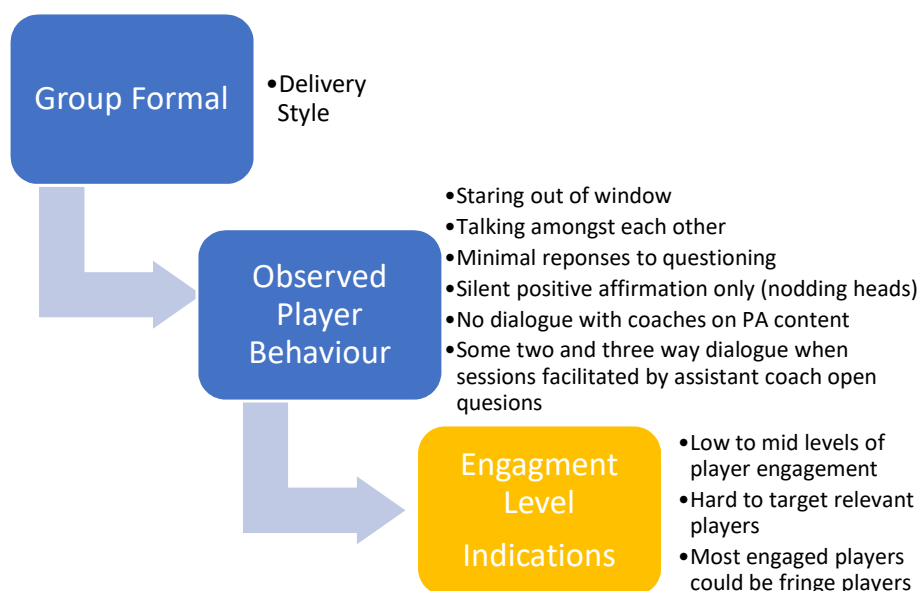 Group Formal
•Delivery
Style
Observed
Player
Behaviour
•Staring out of window
•Talking amongst each other
•Minimal reponses to questioning
•Silent positive affirmation only (nodding heads)
•No dialogue with coaches on PA content
•Some two and three way dialogue when
sessions facilitated by assistant coach open
quesions
Engagment
Level
Indications
•Low to mid levels of
player engagement
•Hard to target relevant
players
•Most engaged players
could be fringe players